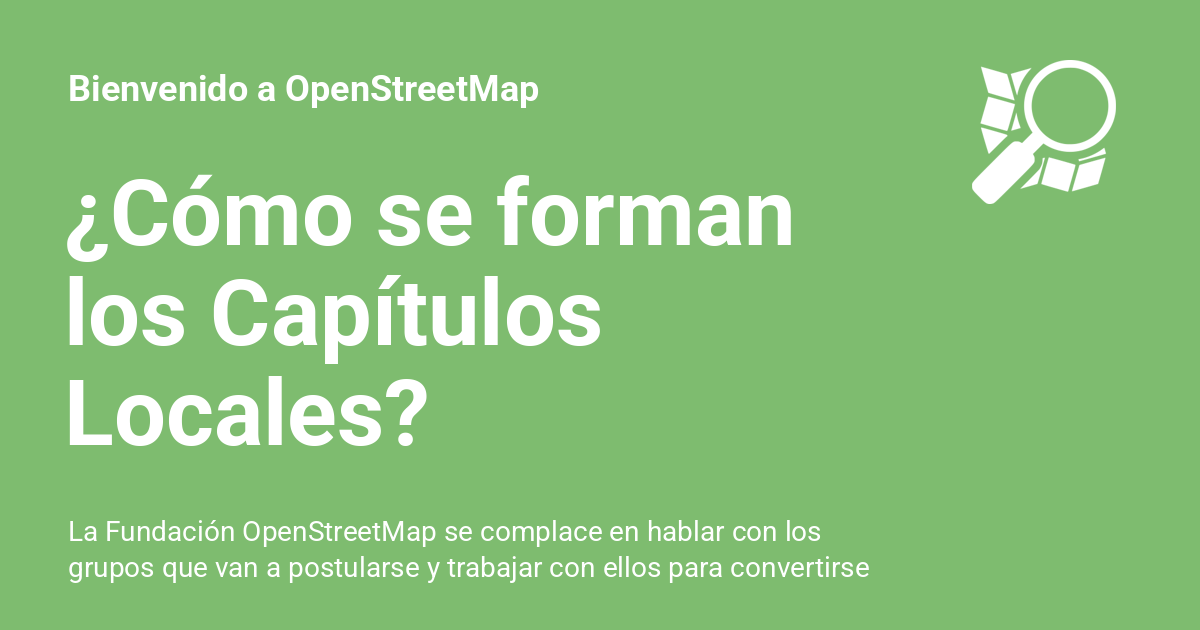 Bienvenido a OpenStreetMap
¿Cómo se forman
los Capítulos
Locales?
La Fundación OpenStreetMap se complace en hablar con los
grupos que van a postularse y trabajar con ellos para convertirse